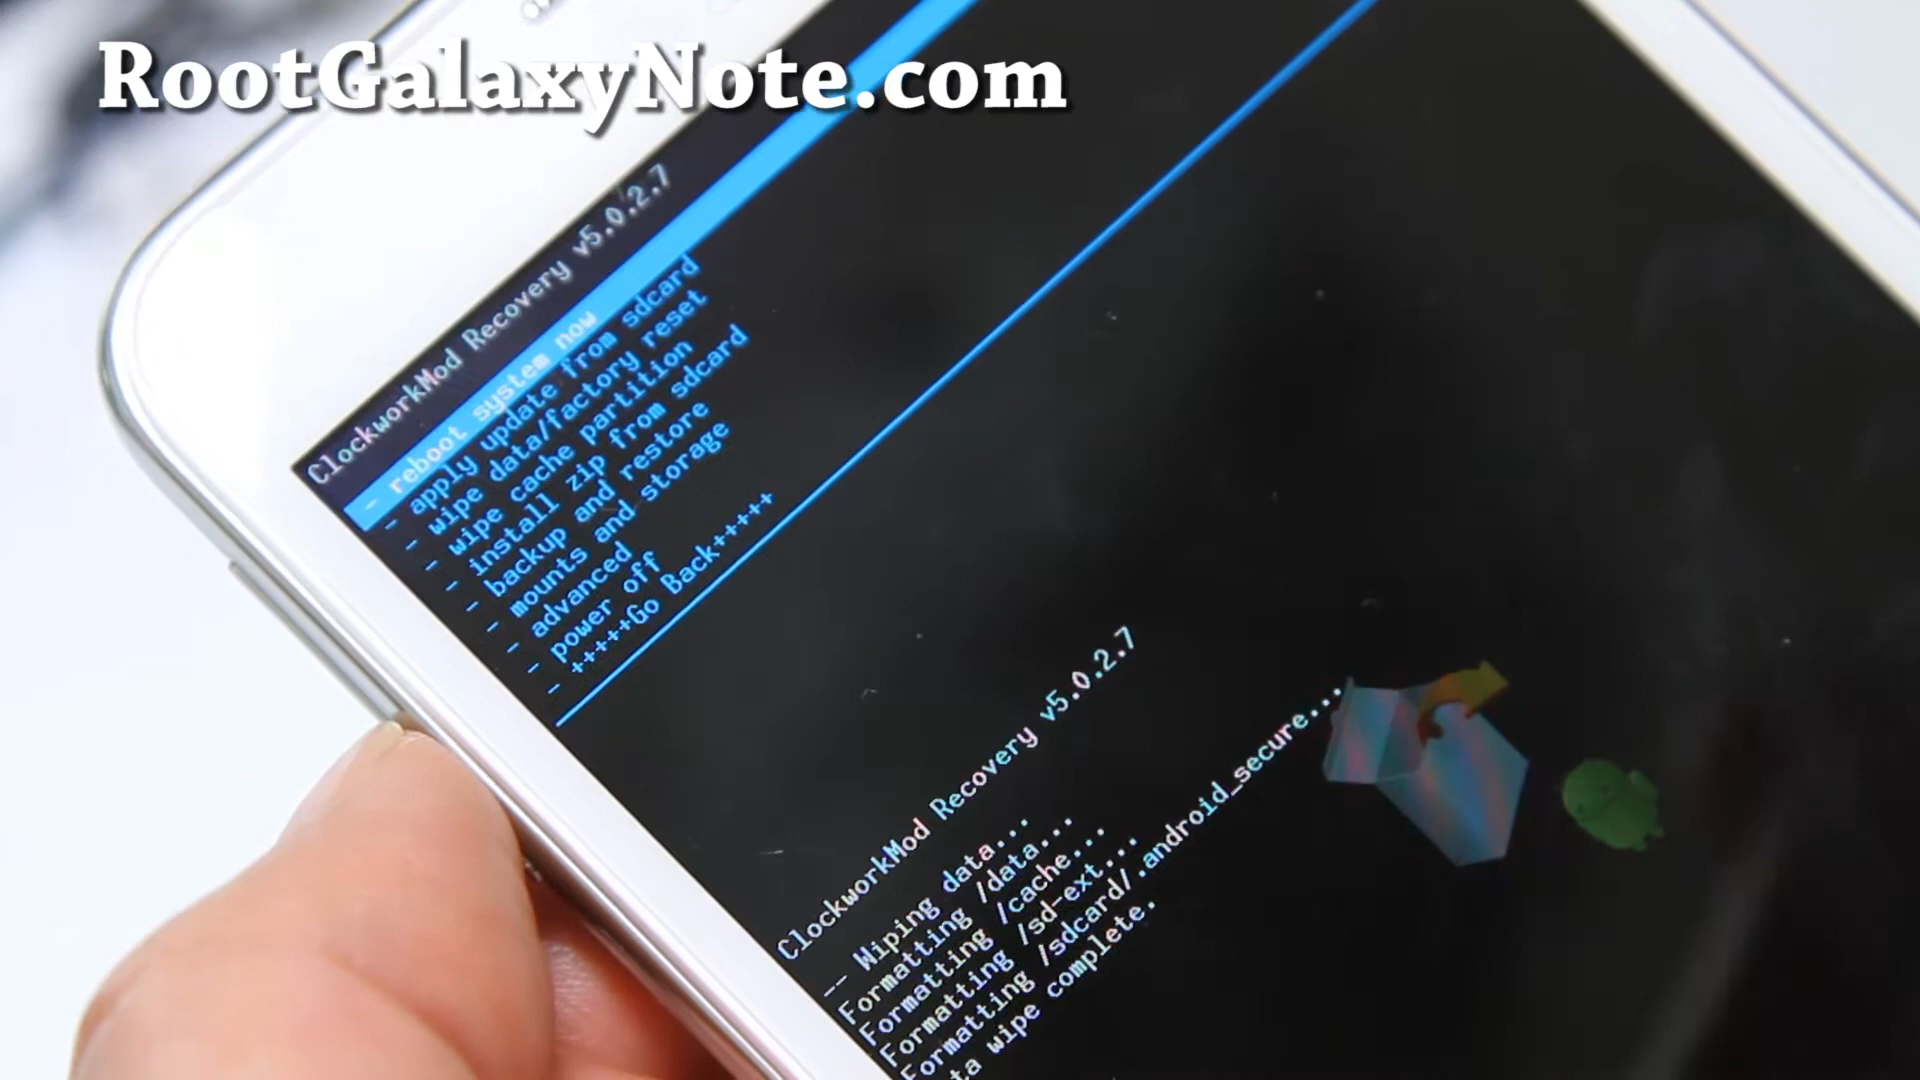 RootGalaxyNote.com
ClockworkMod Recovery v5.0.2.7
- reboot system now
- apply update from sdcard
- wipe data/factory reset
- wipe cache partition
- install zip from sdcard
- backup and restore
- mounts and storage
- advanced
- power off
- +++++Go Back+++++
ClockworkMod Recovery v5.0.2.7
-- Wiping data...
Formatting /data...
Formatting /cache...
Formatting /sd-ext...
Formatting /sdcard/.android_secure...
ta wipe complete.